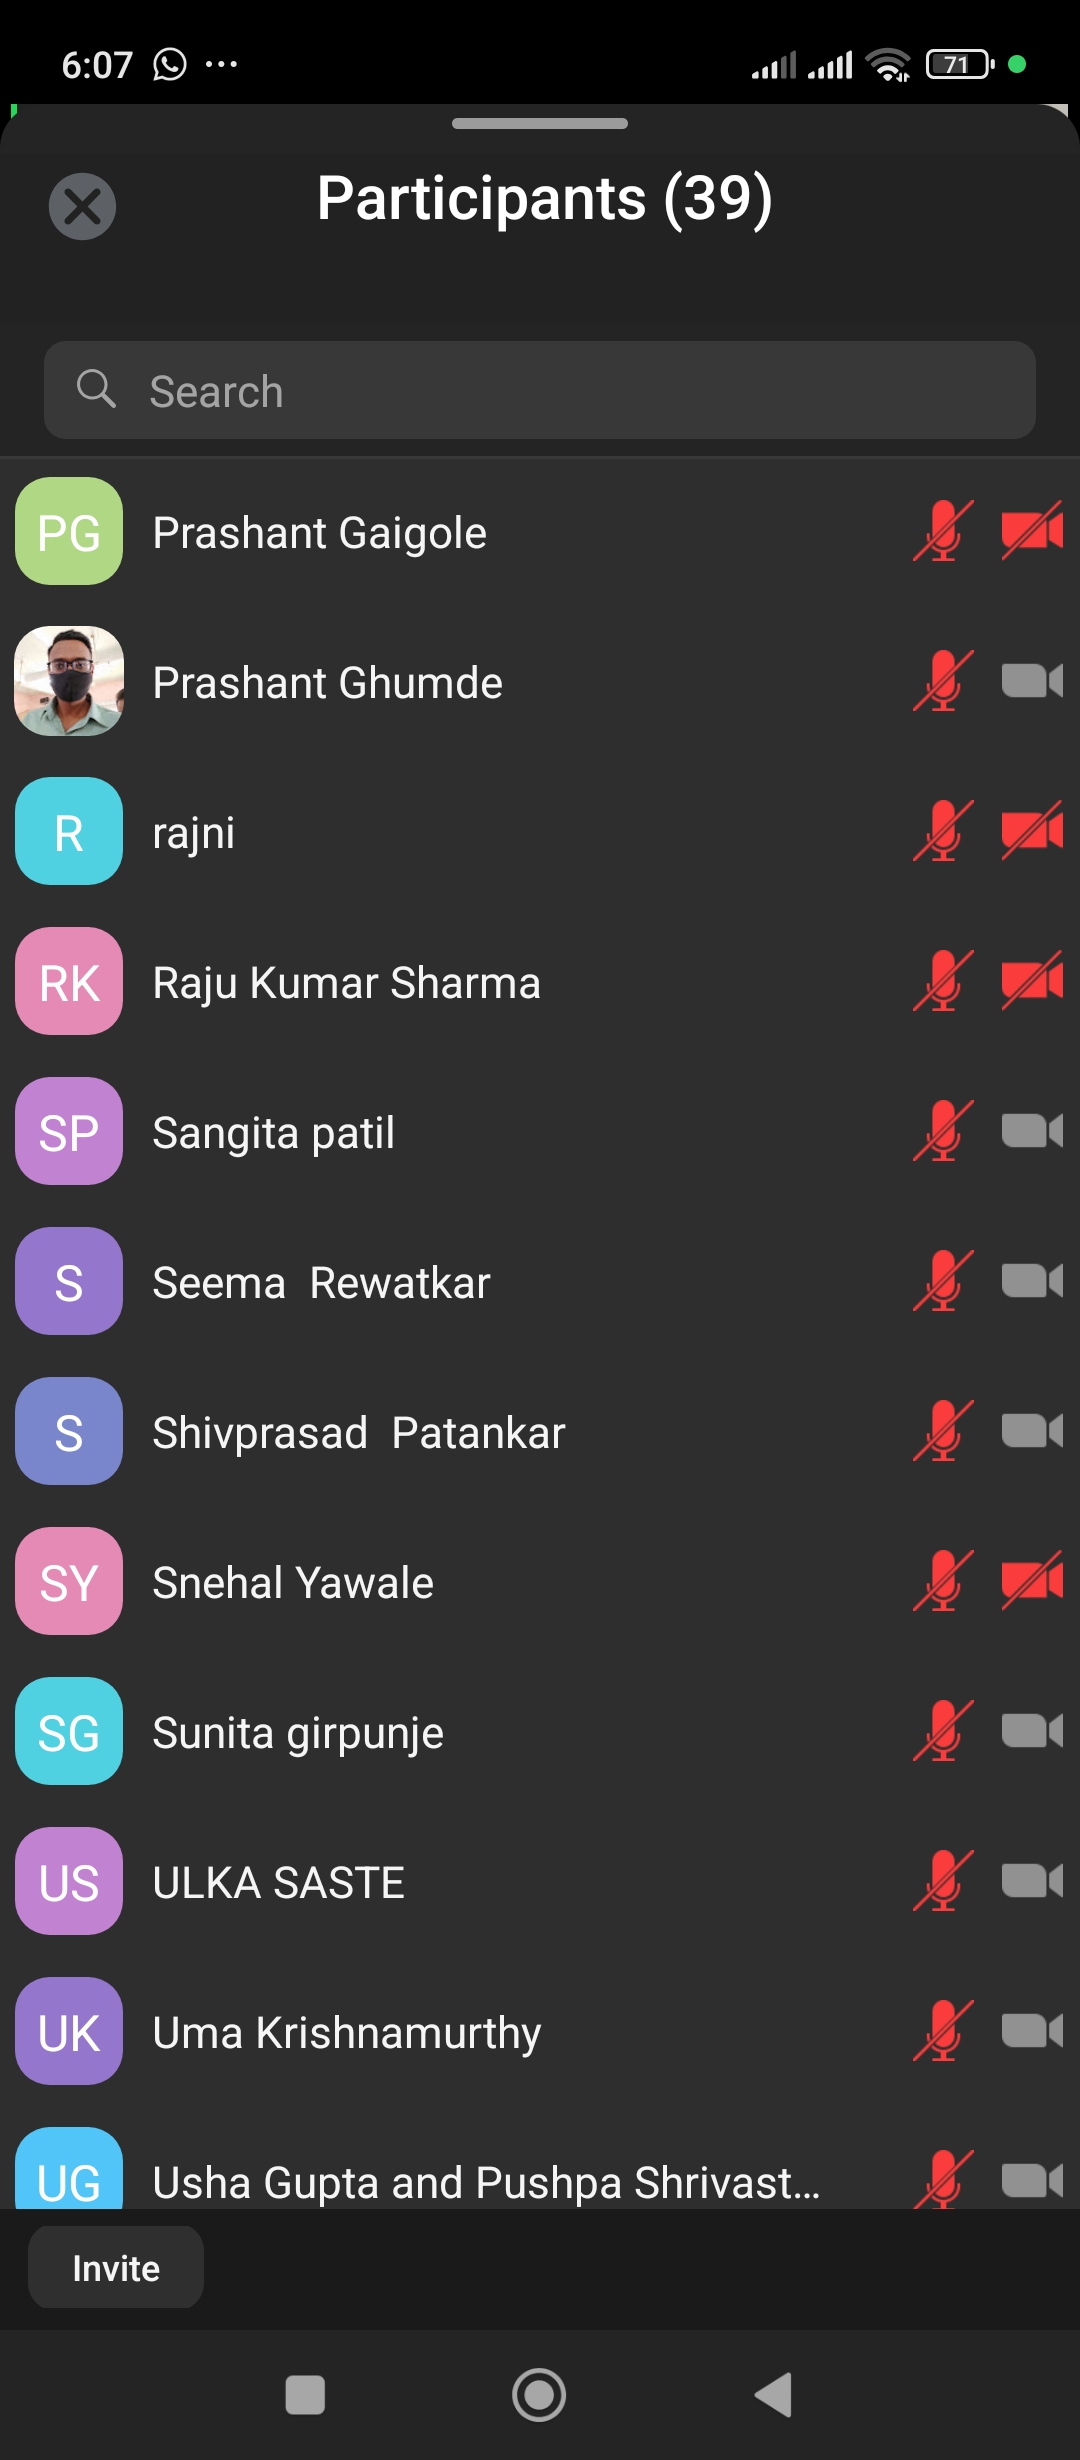 6:07
71
Participants (39)
Search
PG Prashant Gaigole
Prashant Ghumde
R rajni
RK Raju Kumar Sharma
SP Sangita patil
S Seema  Rewatkar
S Shivprasad  Patankar
SY Snehal Yawale
SG Sunita girpunje
US ULKA SASTE
UK Uma Krishnamurthy
UG Usha Gupta and Pushpa Shrivast...
Invite